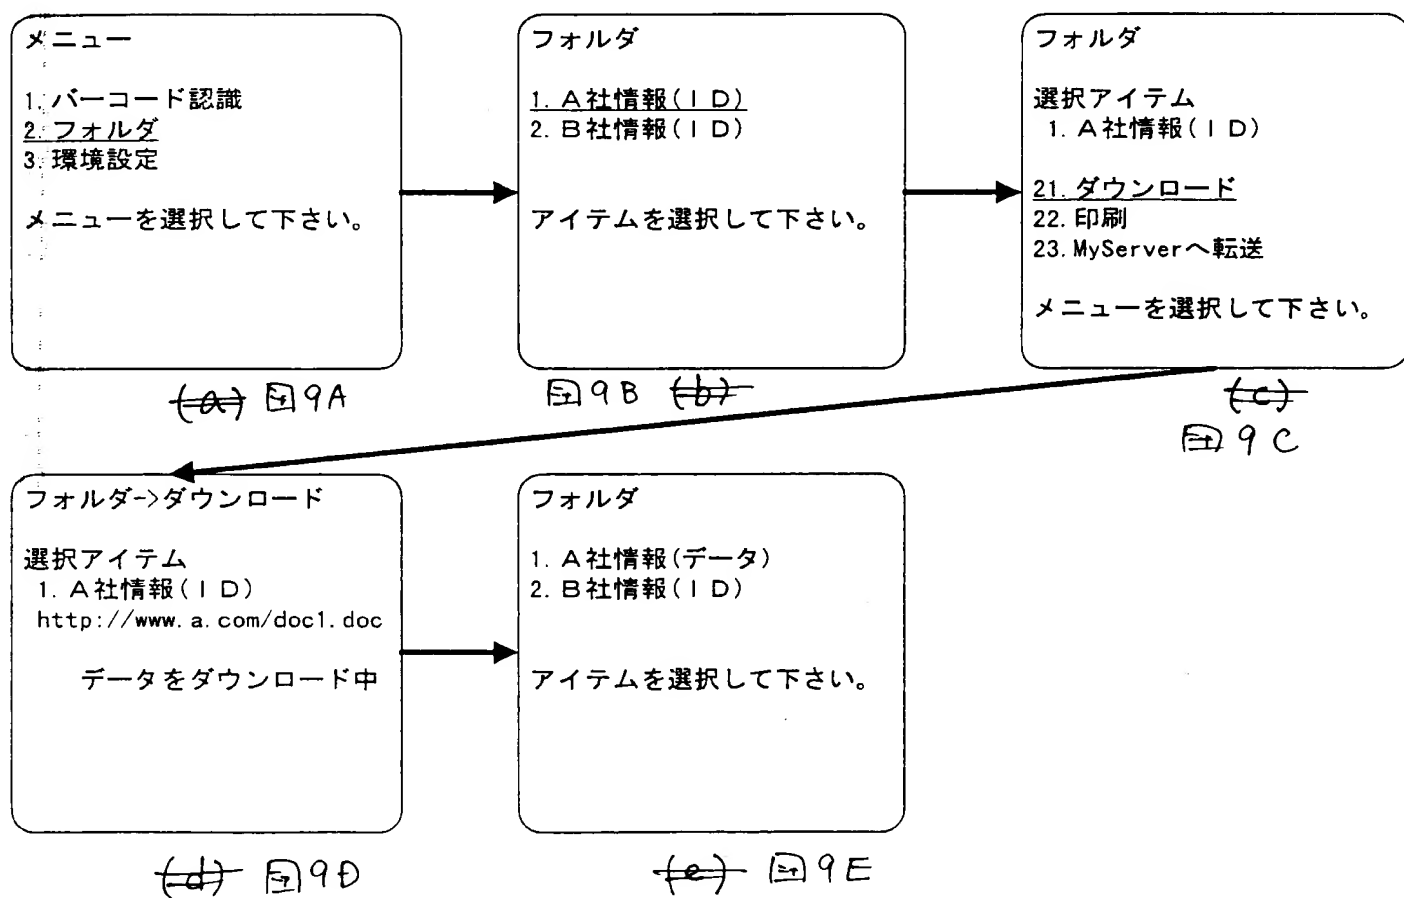 メニュー
1. バーコード認識
2. フォルダ
3. 環境設定
メニューを選択して下さい。
(a) 図9A
フォルダ
1. A社情報(ID)
2. B社情報(ID)
アイテムを選択して下さい。
図9B (b)
フォルダ
選択アイテム
1. A社情報(ID)
21. ダウンロード
22. 印刷
23. MyServerへ転送
メニューを選択して下さい。
(c)
図9C
フォルダ->ダウンロード
選択アイテム
1. A社情報(ID)
http://www.a.com/doc1.doc
データをダウンロード中
(d) 図9D
フォルダ
1. A社情報(データ)
2. B社情報(ID)
アイテムを選択して下さい。
(e) 図9E